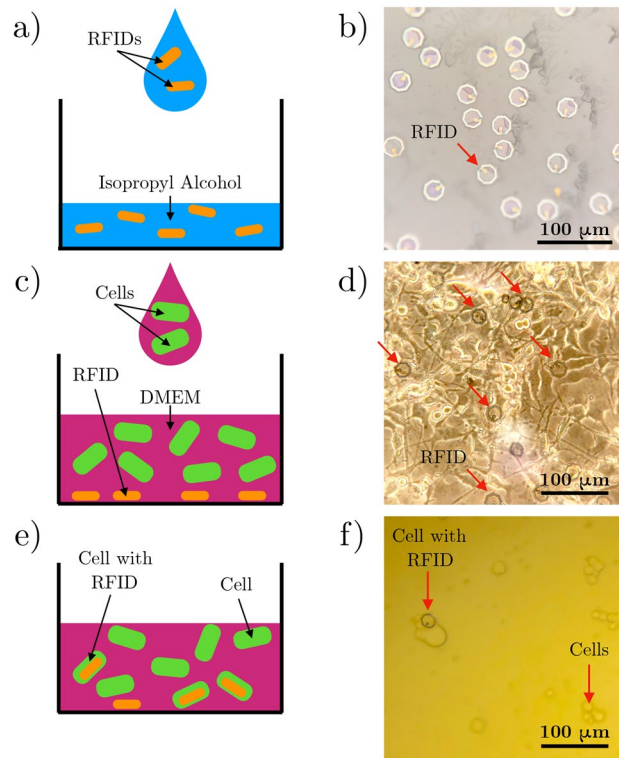 a)
RFIDs
Isopropyl Alcohol
b)
RFID
100 μm
c)
Cells
RFID
DMEM
d)
RFID
100 μm
e)
Cell with
RFID
Cell
f)
Cell with
RFID
Cells
100 μm